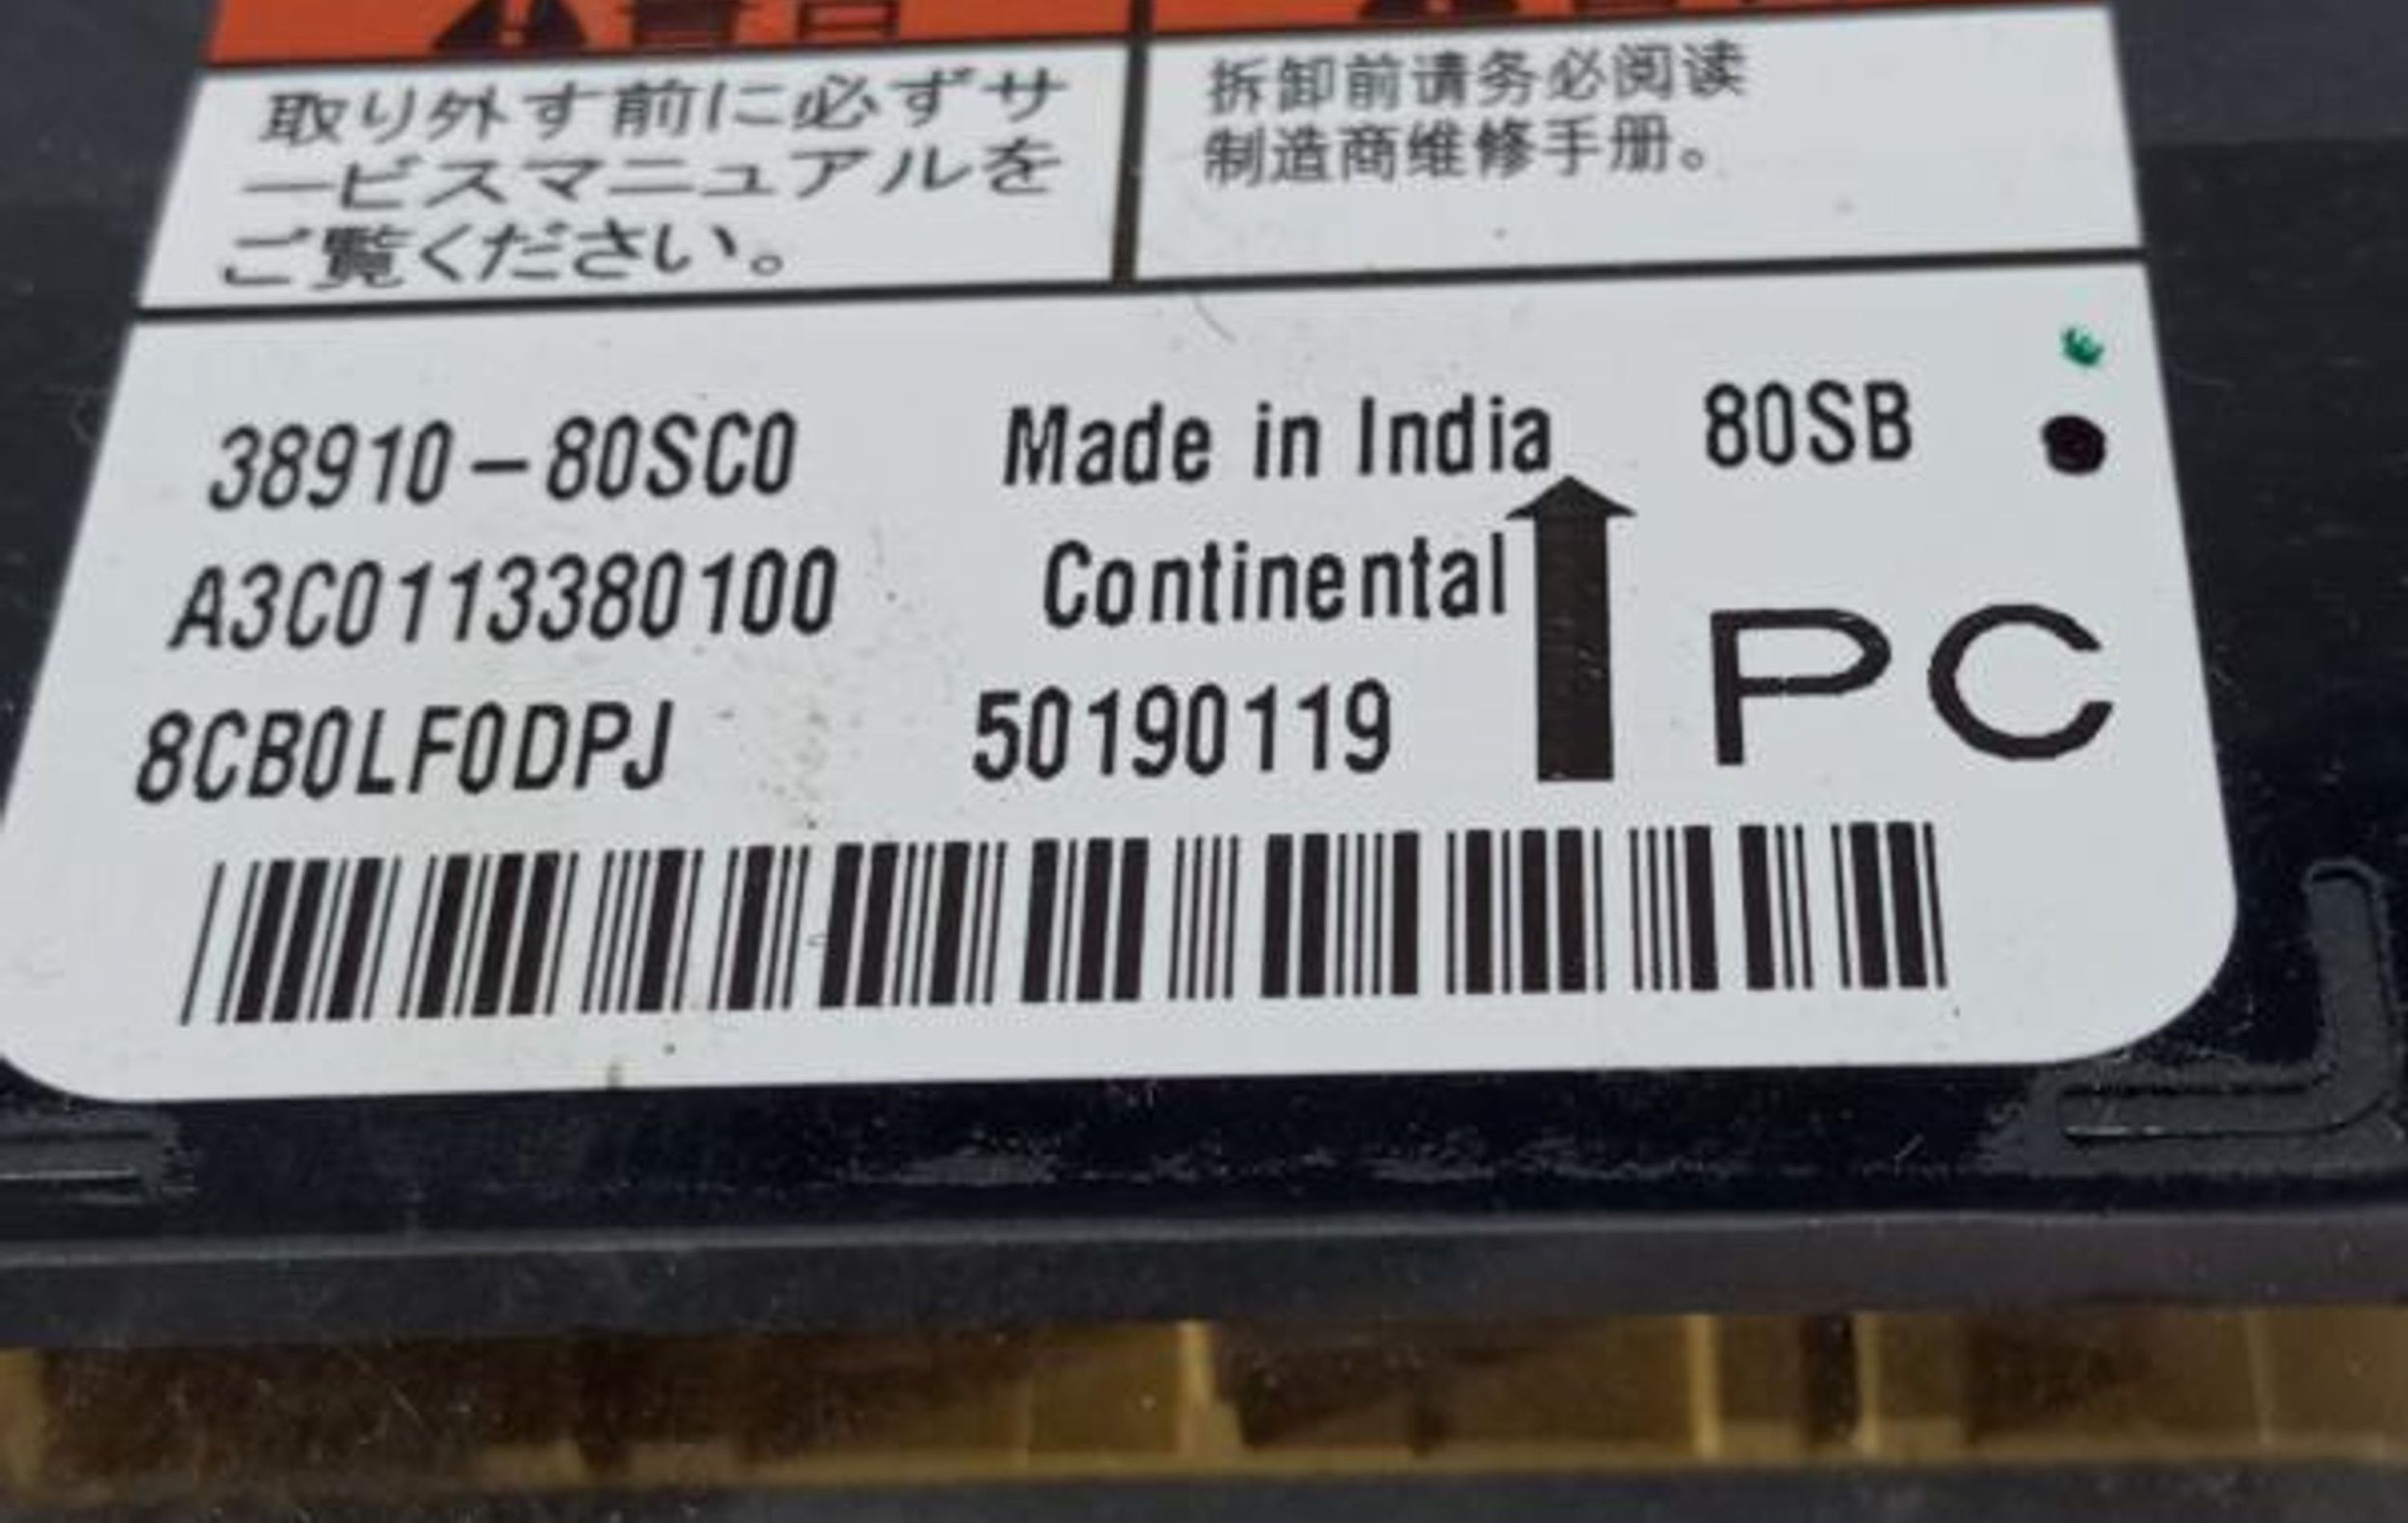 取り外す前に必ずサ
ービスマニュアルを
ご覧ください。
拆卸前请务必阅读
制造商维修手册。
38910-80SC0 Made in India 80SB
A3C0113380100 Continental
8CB0LF0DPJ 50190119 PC